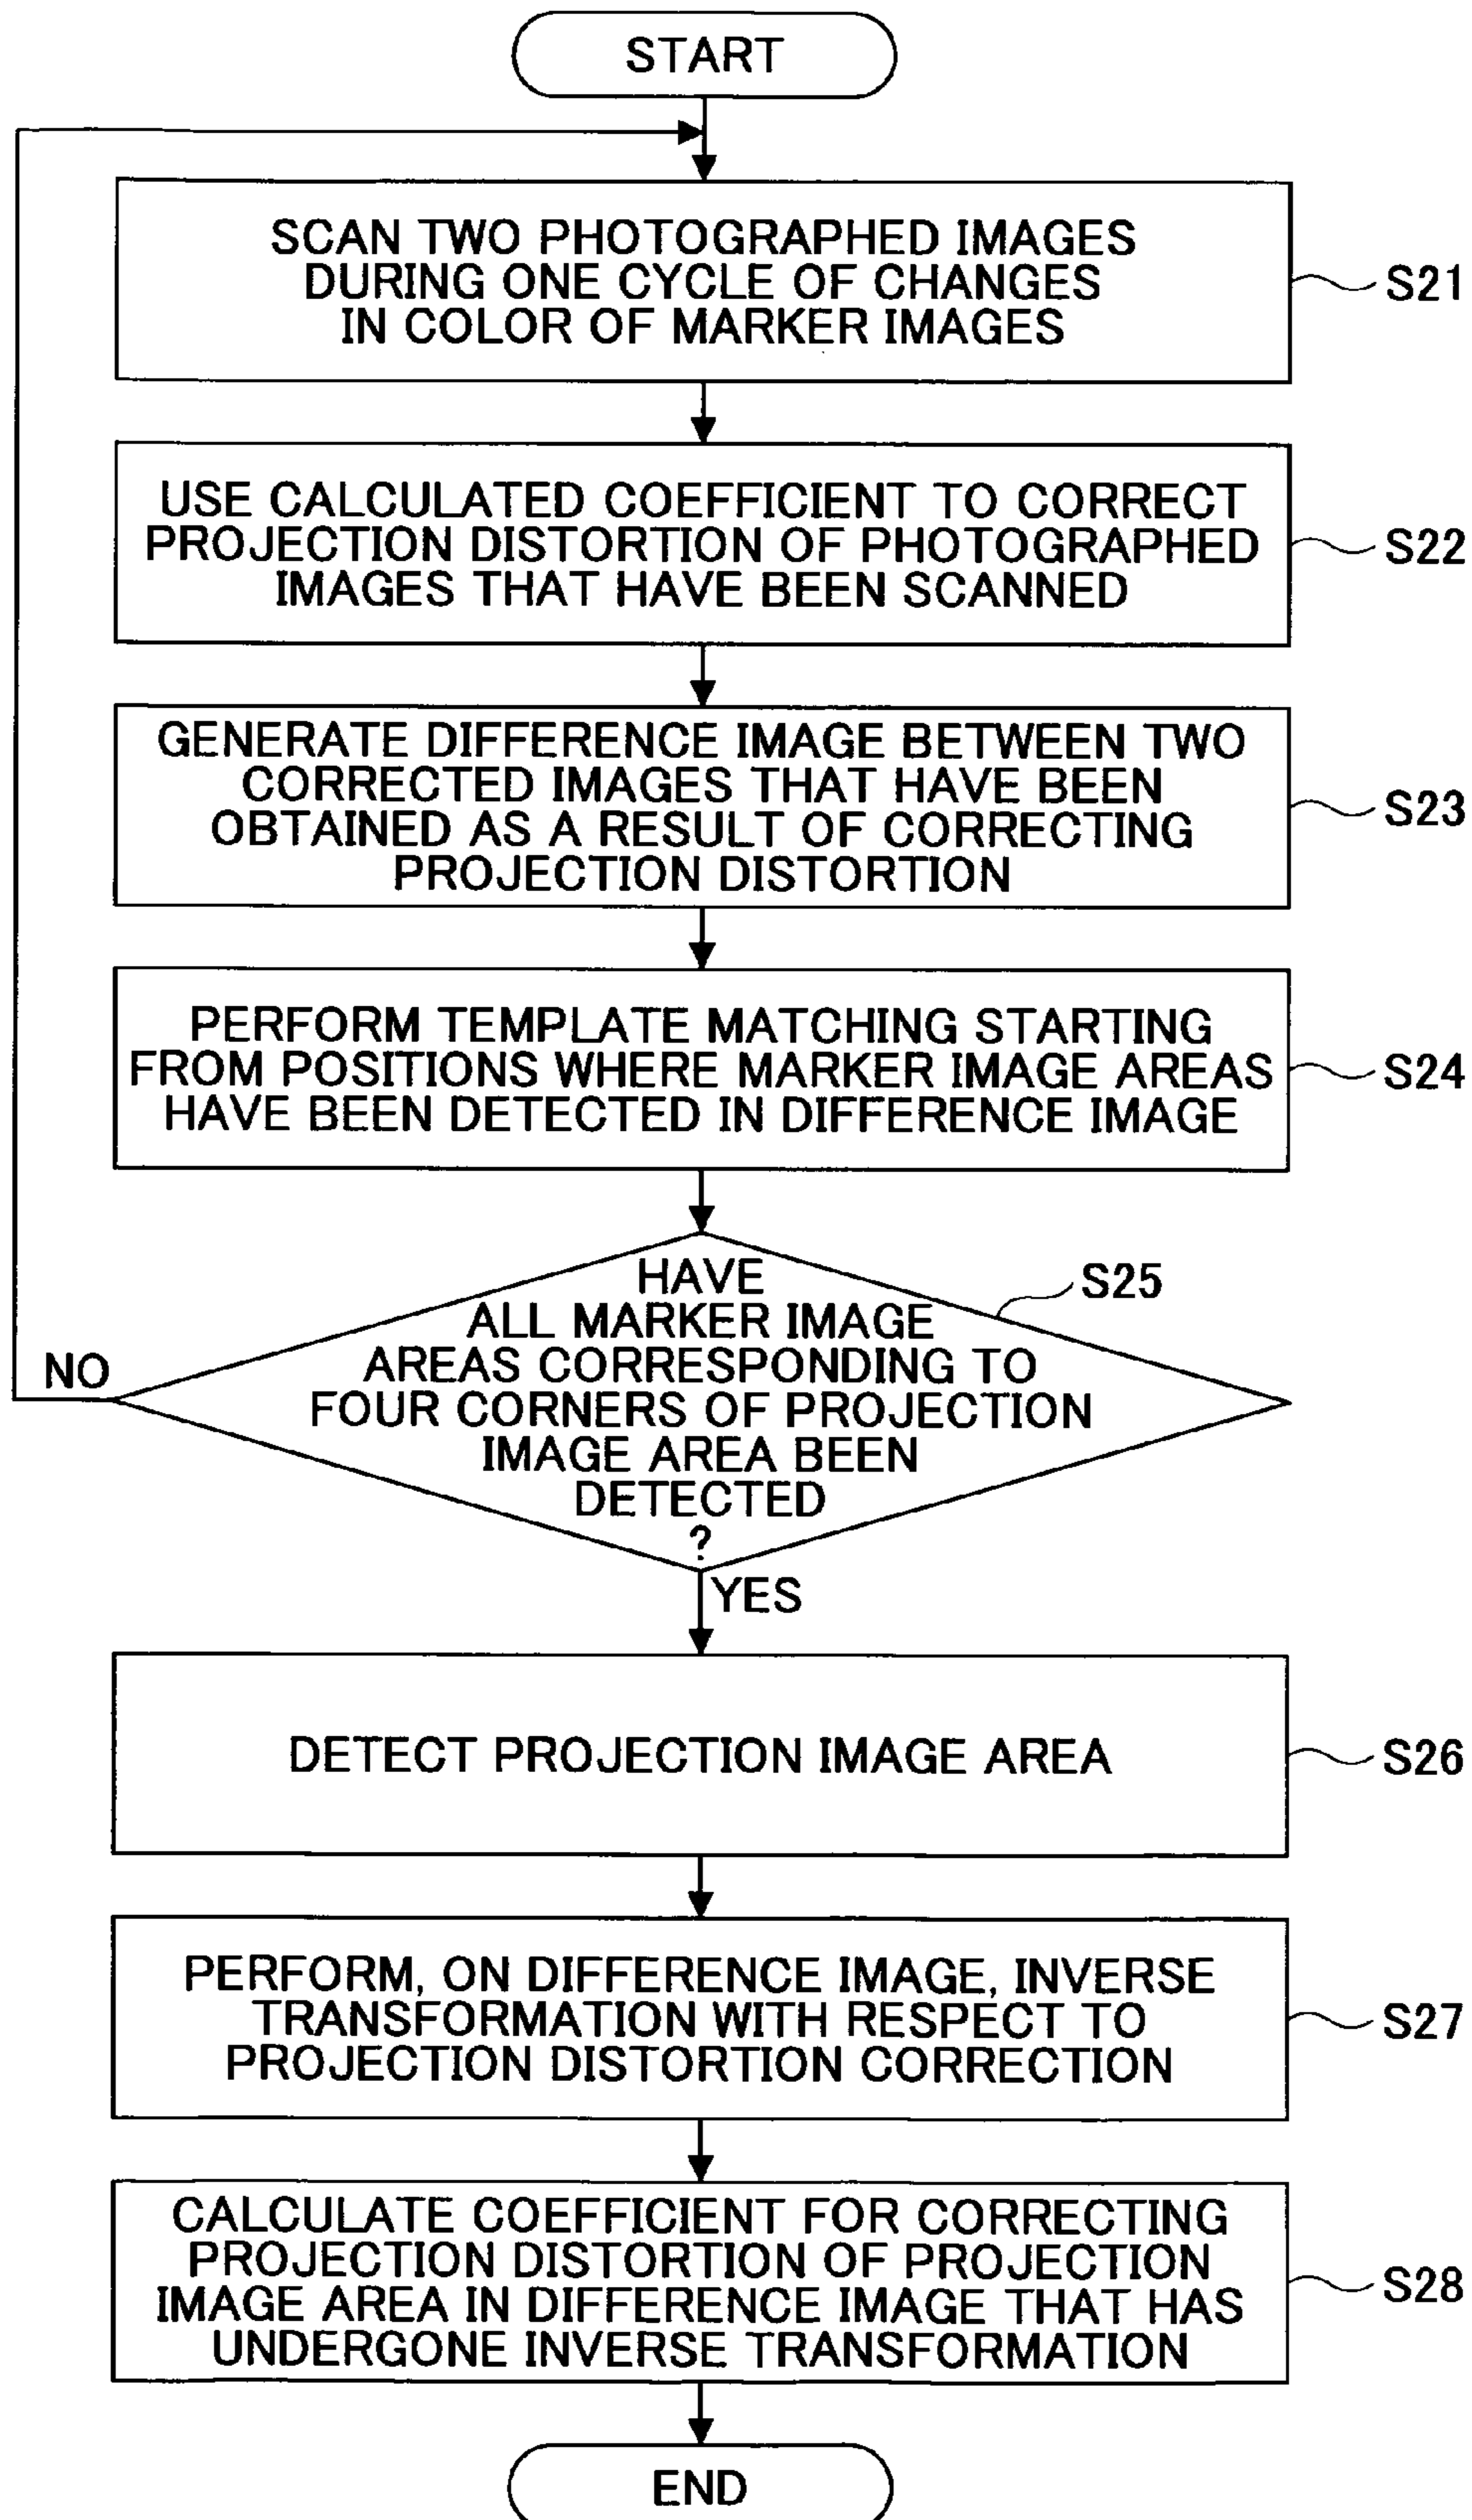 START
SCAN TWO PHOTOGRAPHED IMAGES
DURING ONE CYCLE OF CHANGES
IN COLOR OF MARKER IMAGES
S21
USE CALCULATED COEFFICIENT TO CORRECT
PROJECTION DISTORTION OF PHOTOGRAPHED
IMAGES THAT HAVE BEEN SCANNED
S22
GENERATE DIFFERENCE IMAGE BETWEEN TWO
CORRECTED IMAGES THAT HAVE BEEN
OBTAINED AS A RESULT OF CORRECTING
PROJECTION DISTORTION
S23
PERFORM TEMPLATE MATCHING STARTING
FROM POSITIONS WHERE MARKER IMAGE AREAS
HAVE BEEN DETECTED IN DIFFERENCE IMAGE
S24
HAVE
ALL MARKER IMAGE
AREAS CORRESPONDING TO
FOUR CORNERS OF PROJECTION
IMAGE AREA BEEN
DETECTED
?
S25
NO
YES
DETECT PROJECTION IMAGE AREA
S26
PERFORM, ON DIFFERENCE IMAGE, INVERSE
TRANSFORMATION WITH RESPECT TO
PROJECTION DISTORTION CORRECTION
S27
CALCULATE COEFFICIENT FOR CORRECTING
PROJECTION DISTORTION OF PROJECTION
IMAGE AREA IN DIFFERENCE IMAGE THAT HAS
UNDERGONE INVERSE TRANSFORMATION
S28
END